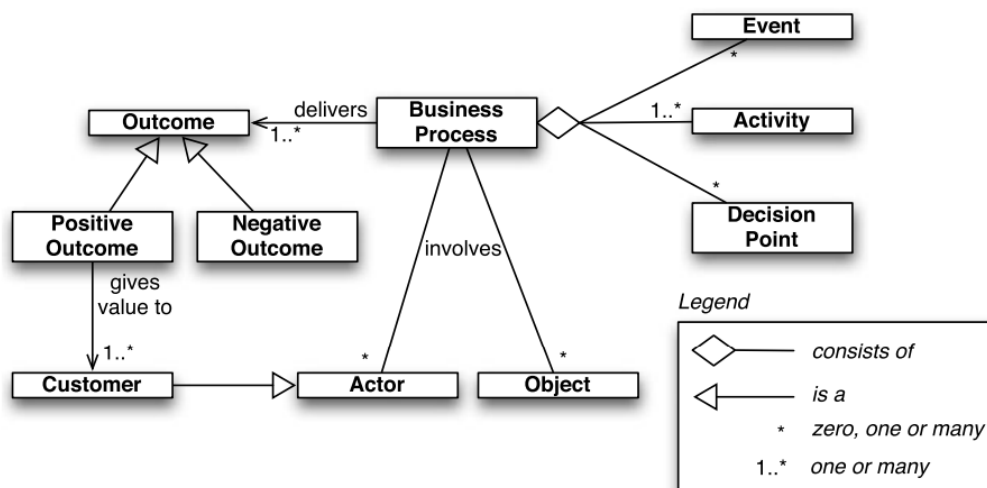 Event
*
delivers
Business
Process
1..*
Activity
Outcome
1..*
*
Positive
Outcome
Negative
Outcome
Decision
Point
involves
gives
value to
Legend
1..*
*
*
consists of
Customer
Actor
Object
is a
* zero, one or many
1..* one or many